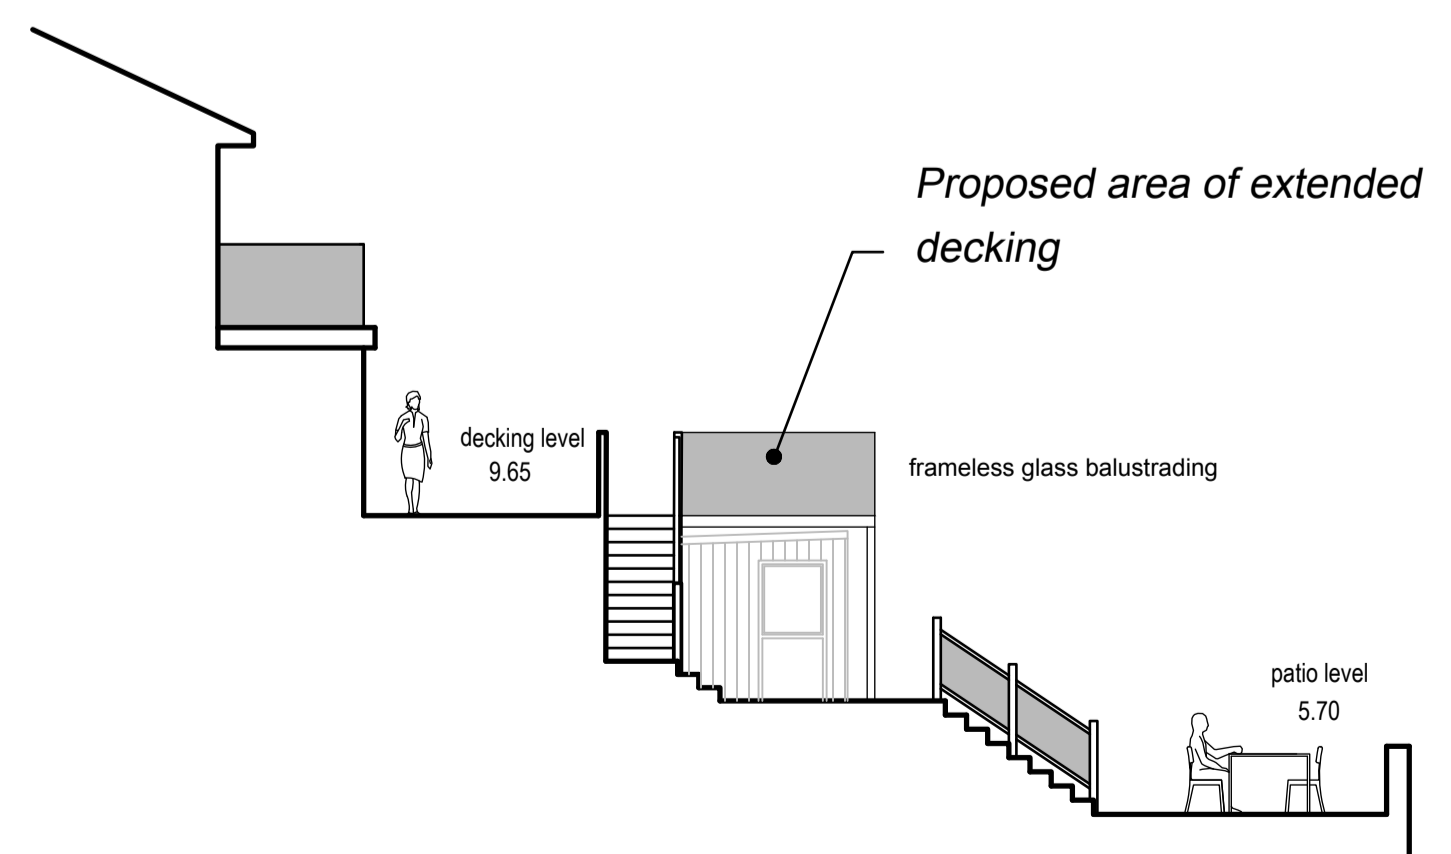 Proposed area of extended
decking
decking level
9.65
frameless glass balustrading
patio level
5.70